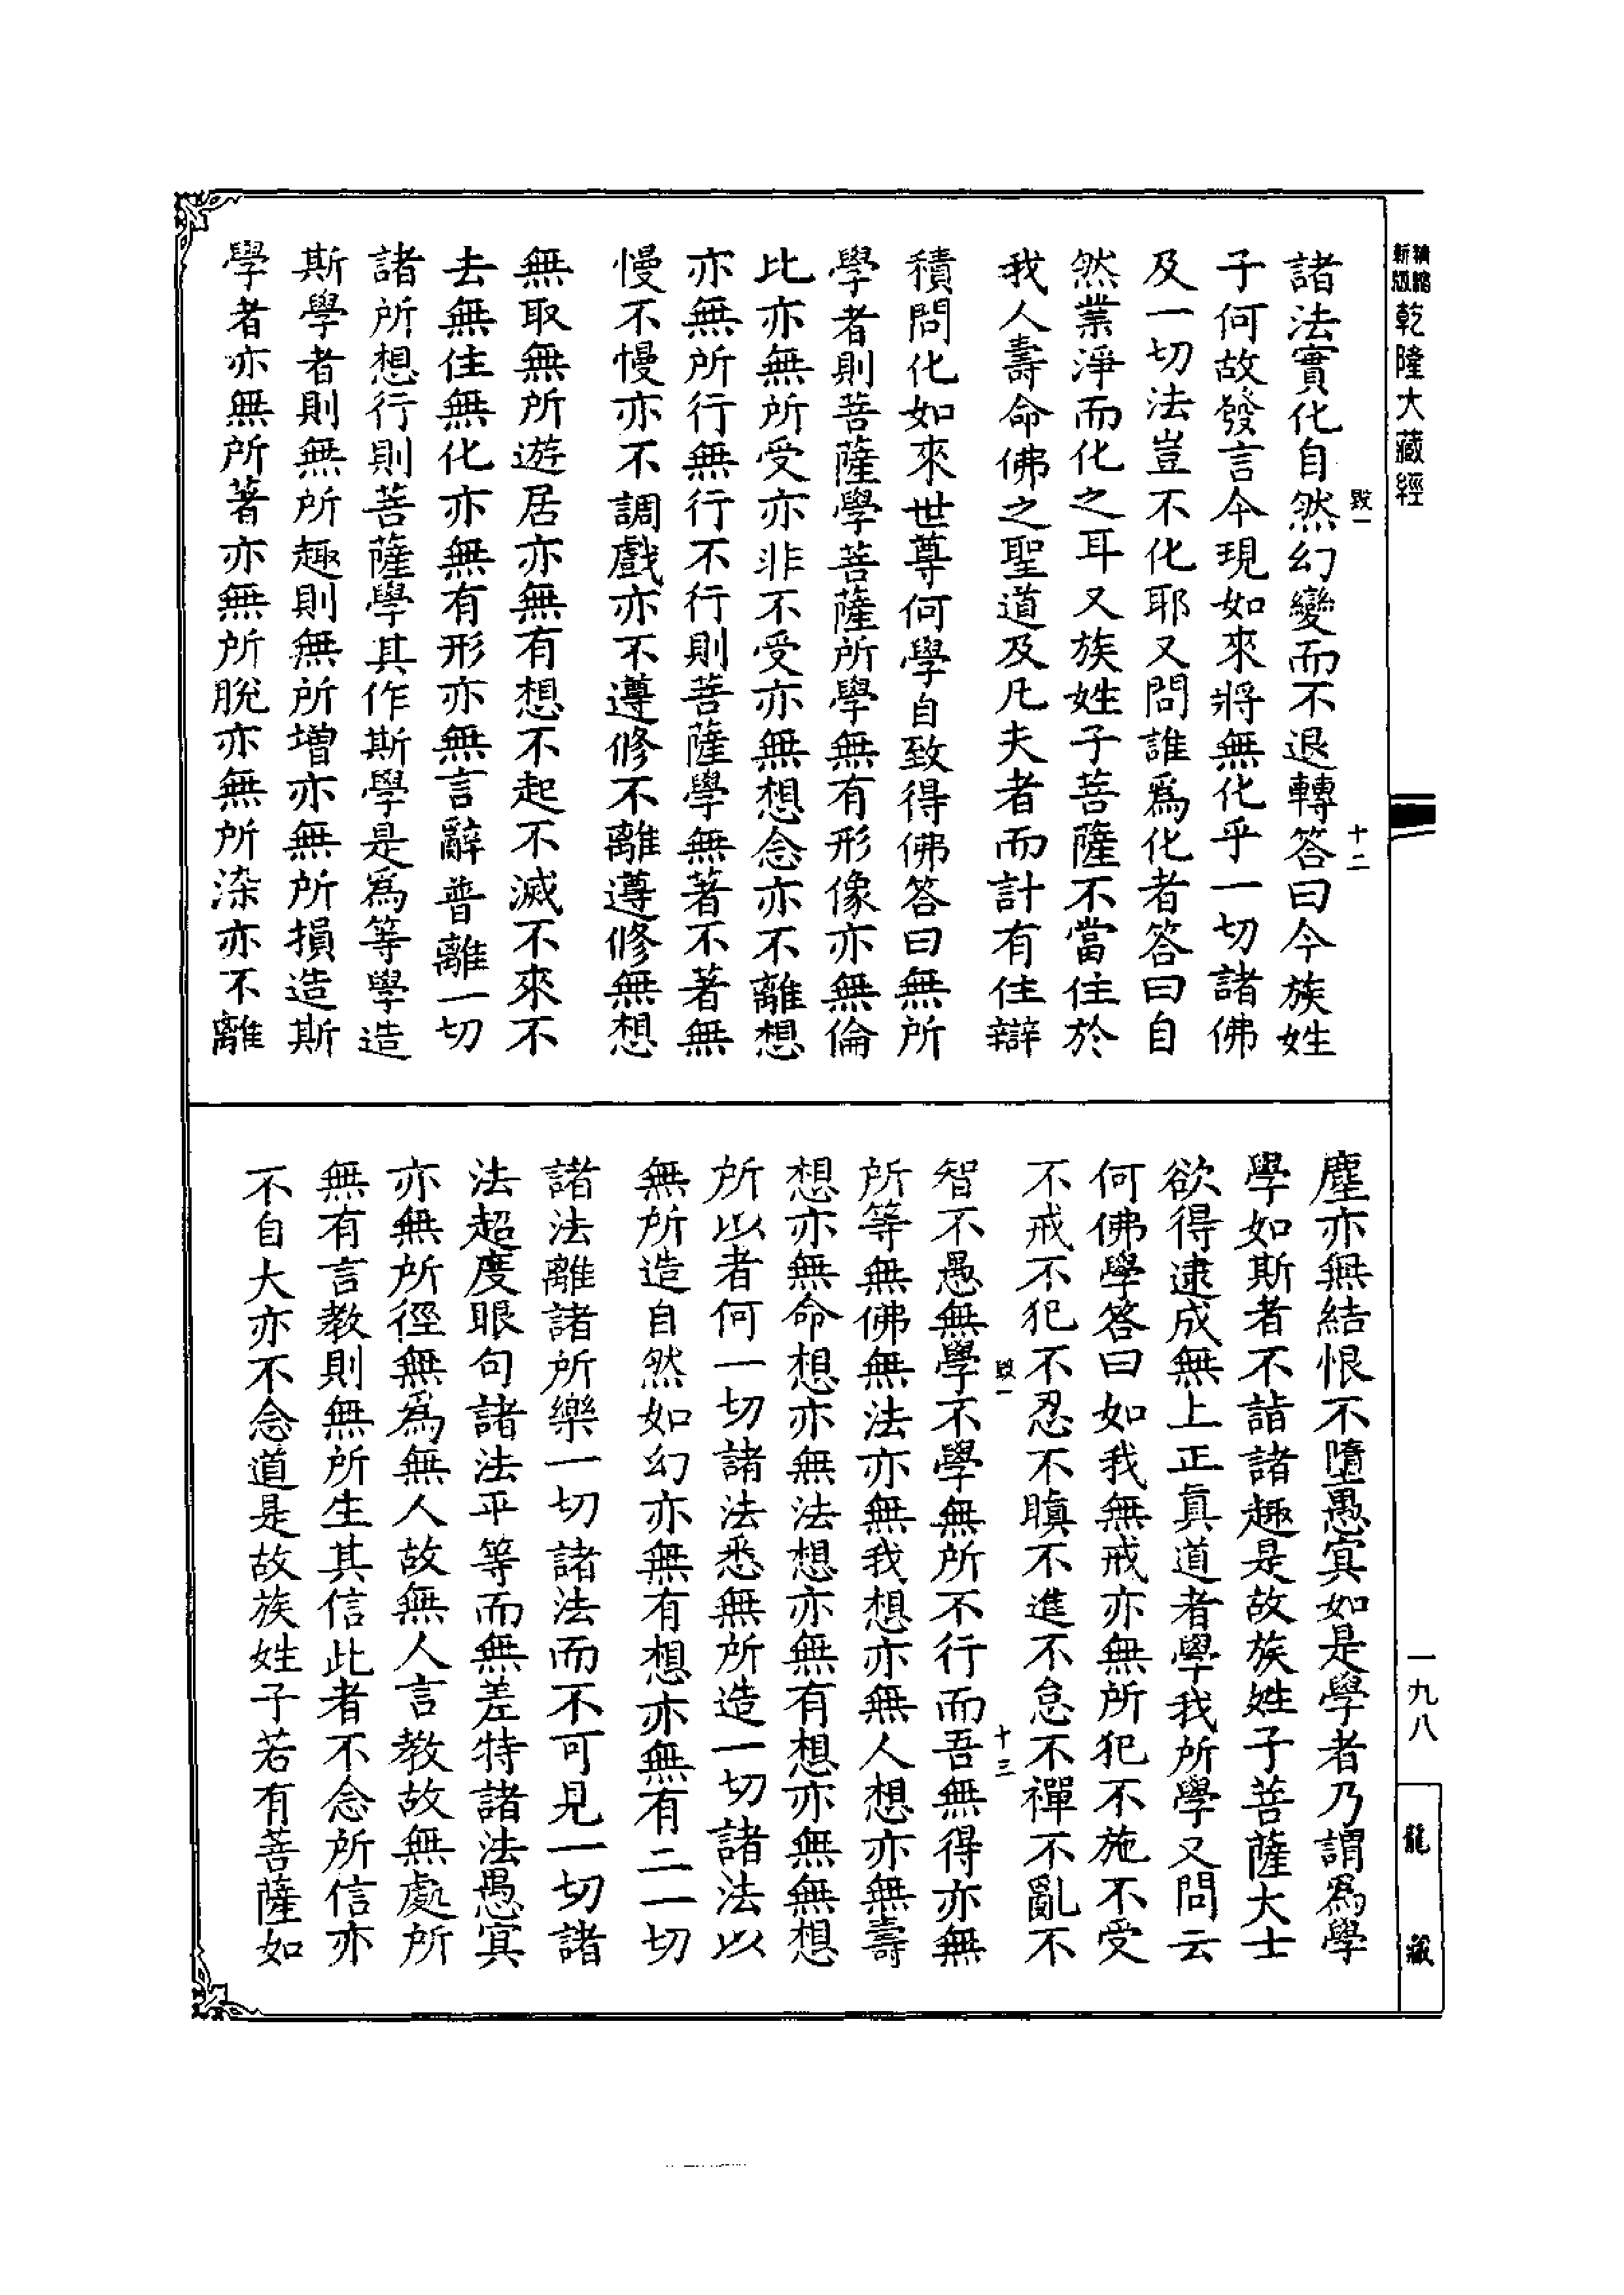 精縮
新版
乾隆大藏經
一九八
龍藏
諸法實化自然幻變而不退轉答曰今族姓
子何故發言今現如來將無化乎一切諸佛
及一切法豈不化耶又問誰爲化者答曰自
然業淨而化之耳又族姓子菩薩不當住於
我人壽命佛之聖道及凡夫者而計有住辯
積問化如來世尊何學自致得佛答曰無所
學者則菩薩學菩薩所學無有形像亦無倫
比亦無所受亦非不受亦無想念亦不離想
亦無所行無行不行則菩薩學無著不著無
慢不慢亦不調戲亦不遵修不離遵修無想
無取無所遊居亦無有想不起不滅不來不
去無住無化亦無有形亦無言辭普離一切
諸所想行則菩薩學其作斯學是爲等學造
斯學者則無所趣則無所增亦無所損造斯
學者亦無所著亦無所脫亦無所染亦不離
塵亦無結恨不墮愚冥如是學者乃謂爲學
學如斯者不詣諸趣是故族姓子菩薩大士
欲得逮成無上正真道者學我所學又問云
何佛學答曰如我無戒亦無所犯不施不受
不戒不犯不忍不瞋不進不怠不禪不亂不
智不愚無學不學無所不行而吾無得亦無
所等無佛無法亦無我想亦無人想亦無壽
想亦無命想亦無法想亦無有想亦無無想
所以者何一切諸法悉無所造一切諸法以
無所造自然如幻亦無有想亦無有二一切
諸法離諸所樂一切諸法而不可見一切諸
法超度眼句諸法平等而無差特諸法愚冥
亦無所徑無爲無人故無人言教故無處所
無有言教則無所生其信此者不念所信亦
不自大亦不念道是故族姓子若有菩薩如
十二
十三